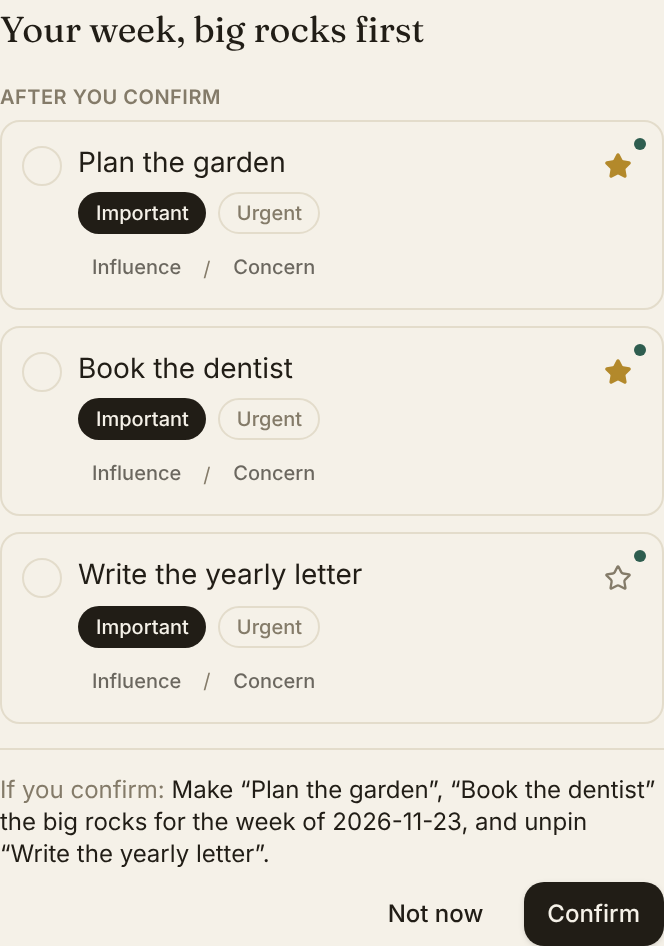 Your week, big rocks first
AFTER YOU CONFIRM
Plan the garden
Important Urgent
Influence / Concern
Book the dentist
Important Urgent
Influence / Concern
Write the yearly letter
Important Urgent
Influence / Concern
If you confirm: Make “Plan the garden”, “Book the dentist”
the big rocks for the week of 2026-11-23, and unpin
“Write the yearly letter”.
Not now Confirm